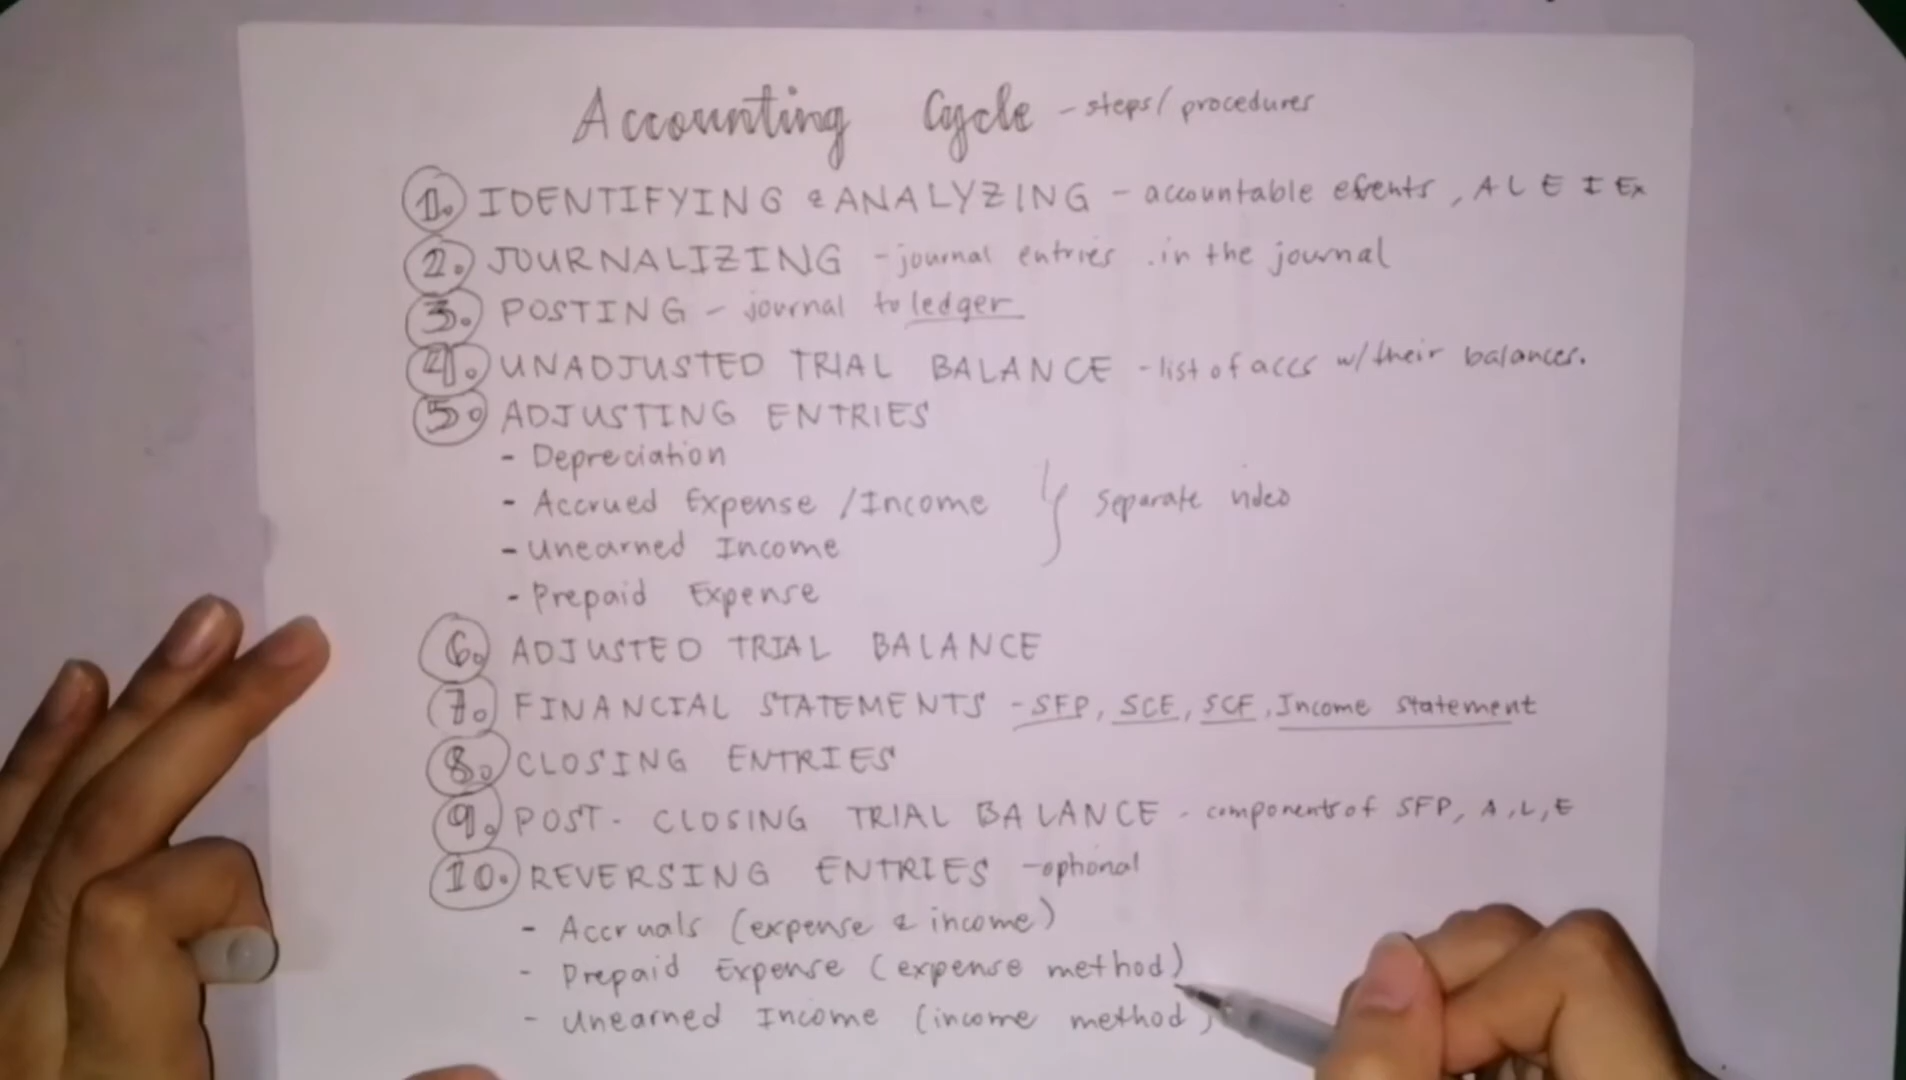 Accounting Cycle - steps/ procedures
1. IDENTIFYING & ANALYZING - accountable events, A L E I Ex
2. JOURNALIZING - journal entries . in the journal
3. POSTING - journal to ledger
4. UNADJUSTED TRIAL BALANCE - list of accs w/ their balances.
5. ADJUSTING ENTRIES
- Depreciation
- Accrued Expense /Income } separate video
- Unearned Income
- Prepaid Expense
6. ADJUSTED TRIAL BALANCE
7. FINANCIAL STATEMENTS - SFP, SCE, SCF, Income Statement
8. CLOSING ENTRIES
9. POST- CLOSING TRIAL BALANCE - components of SFP, A, L, E
10. REVERSING ENTRIES - optional
- Accruals (expense & income)
- Prepaid Expense (expense method)
- Unearned Income (income method)